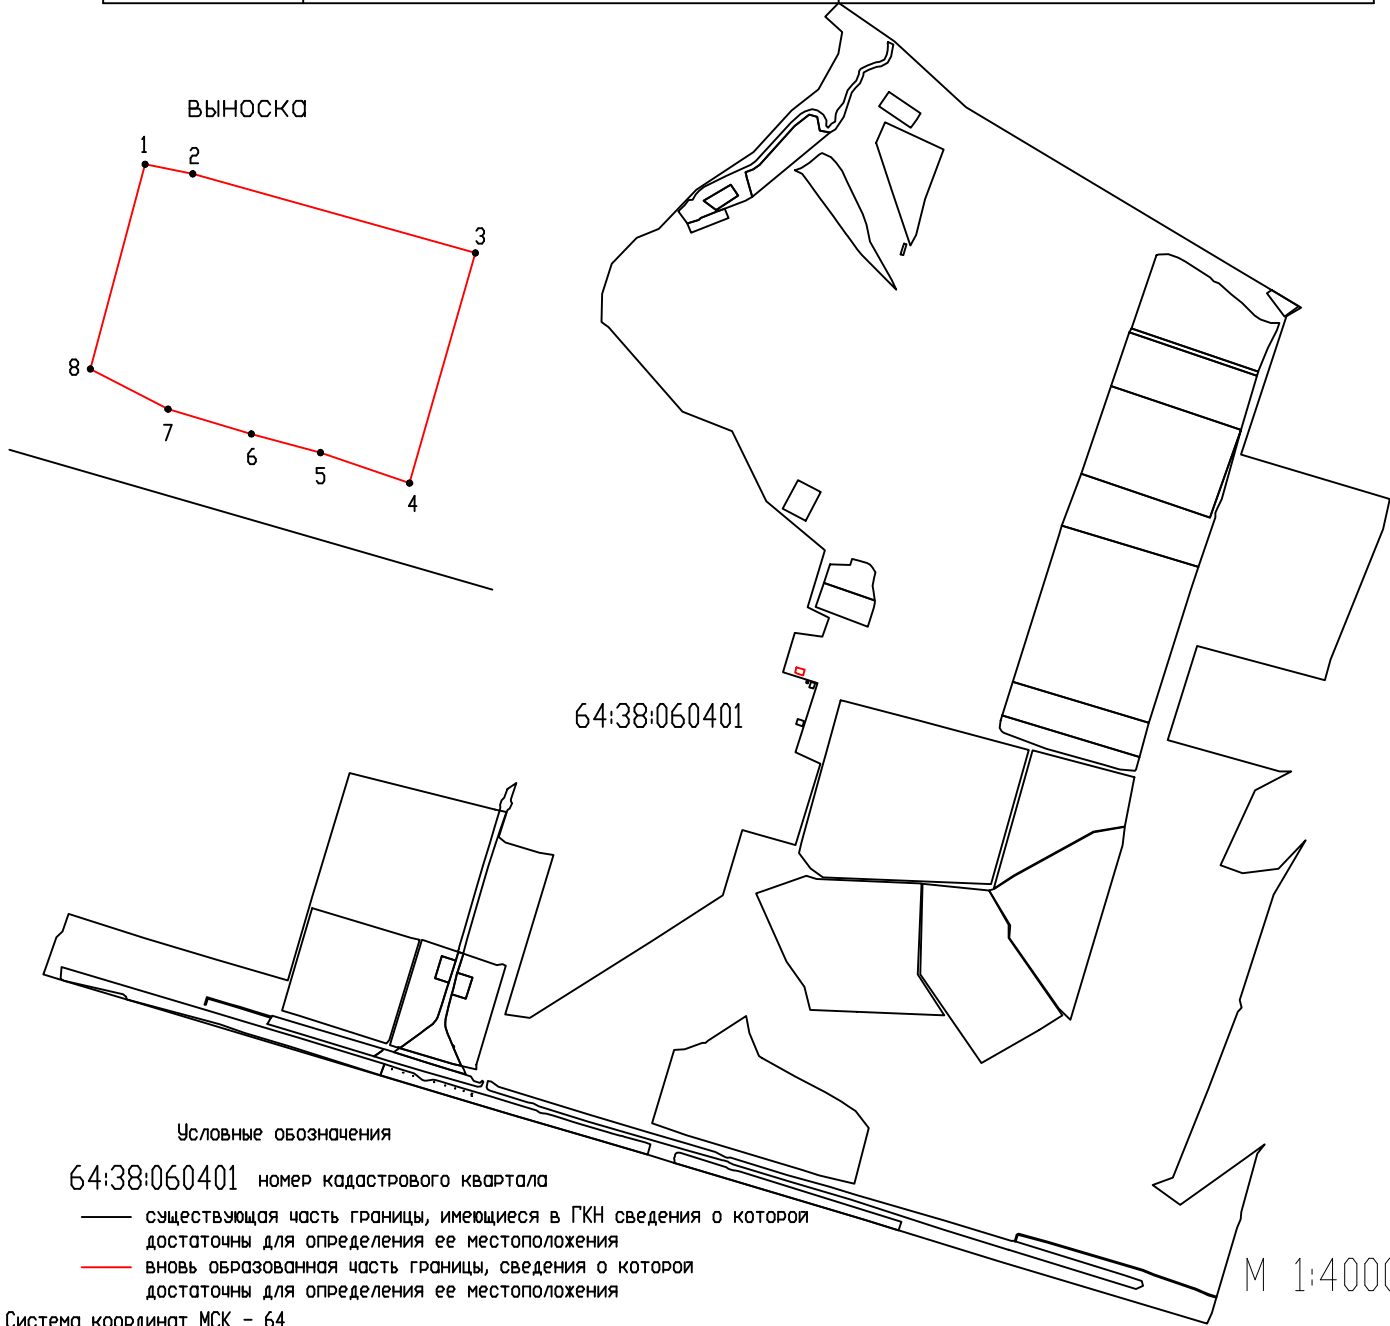 выноска
1
2
3
8
7
6
5
4
64:38:060401
Условные обозначения
64:38:060401 номер кадастрового квартала
существующая часть границы, имеющиеся в ГКН сведения о которой
достаточны для определения ее местоположения
вновь образованная часть границы, сведения о которой
достаточны для определения ее местоположения
М 1:4000
Система координат МСК - 64